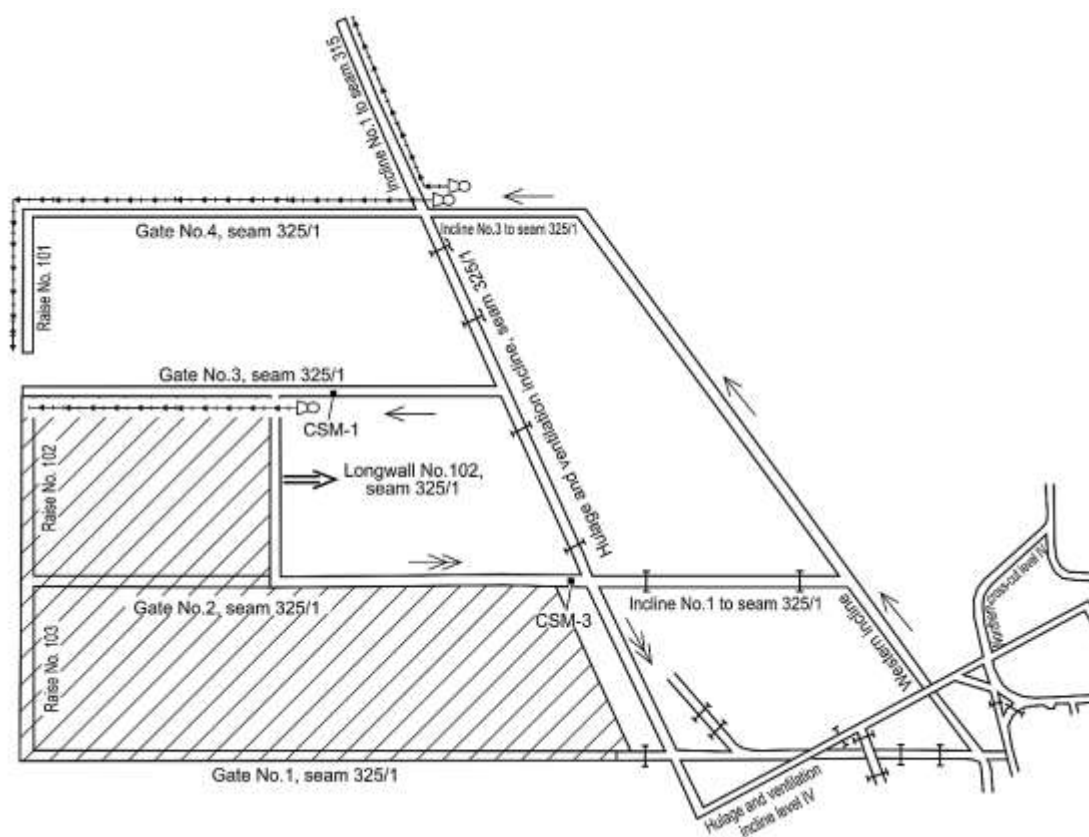 Incline No.1 to seam 315
Gate No.4, seam 325/1
Incline No.3 to seam 325/1
Raise No. 101
Hulage and ventilation incline, seam 325/1
Gate No.3, seam 325/1
CSM-1
Raise No. 102
Longwall No.102,
seam 325/1
Gate No.2, seam 325/1
CSM-3
Incline No.1 to seam 325/1
Raise No. 103
Western incline
level IV
Gate No.1, seam 325/1
Hulage and ventilation
incline level IV